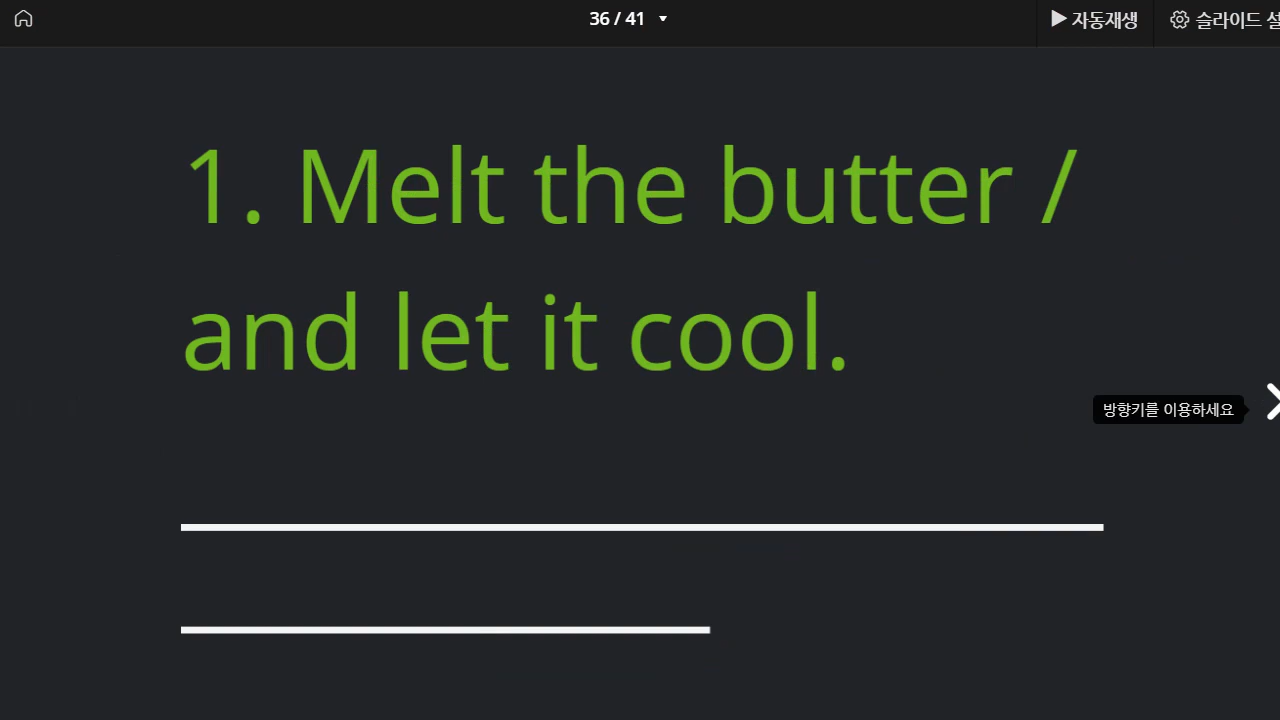 36 / 41
자동재생
슬라이드
1. Melt the butter /
and let it cool.
방향키를 이용하세요